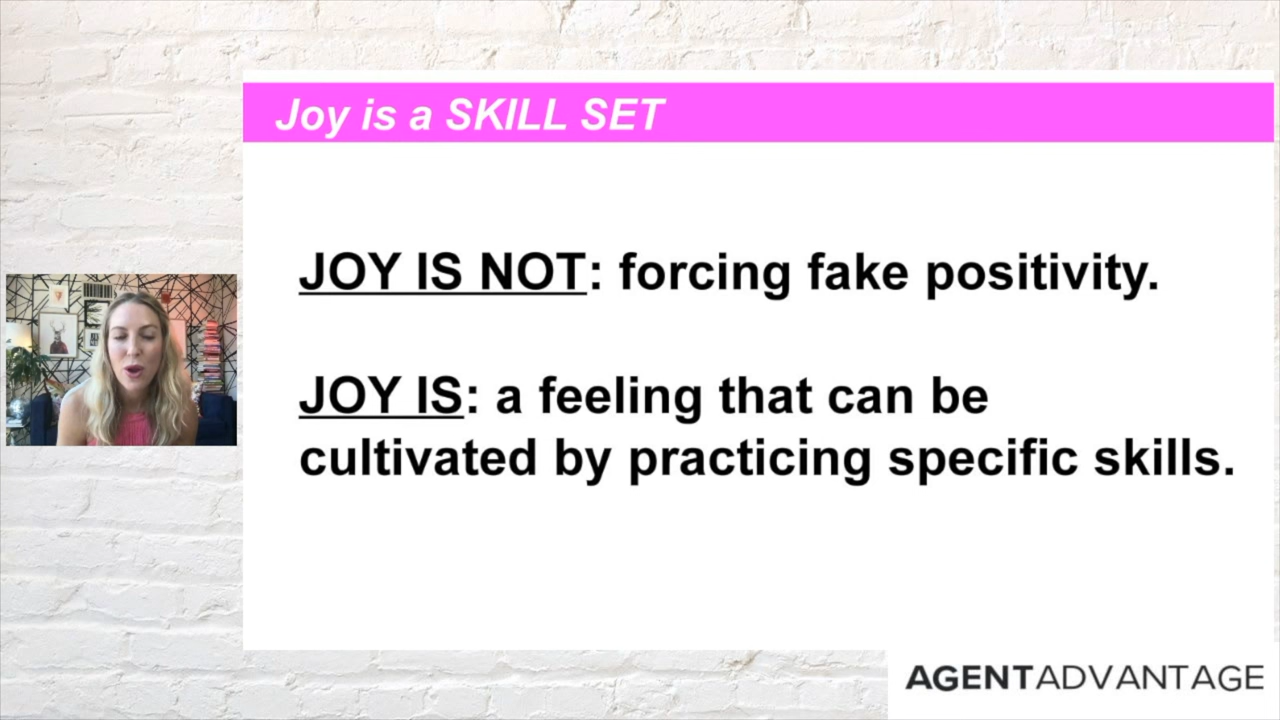 Joy is a SKILL SET
JOY IS NOT: forcing fake positivity.
JOY IS: a feeling that can be
cultivated by practicing specific skills.
AGENTADVANTAGE